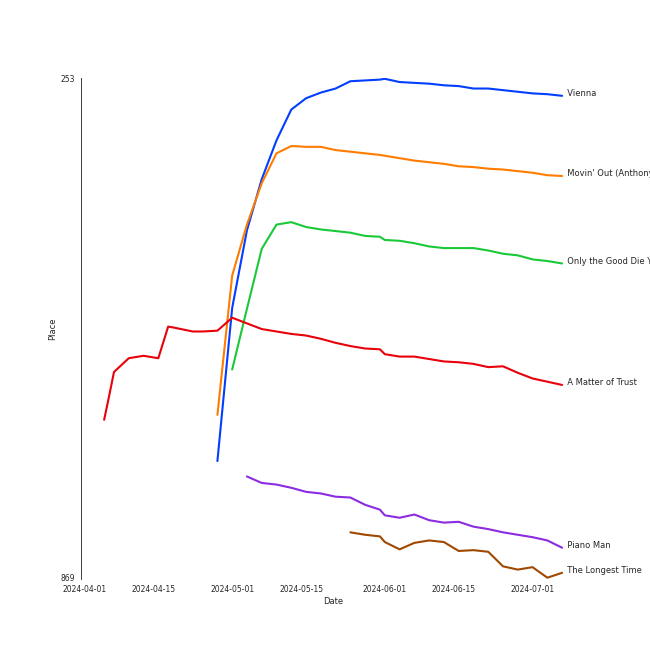 253
Vienna
Movin' Out (Anthony
Only the Good Die
Place
A Matter of Trust
Piano Man
The Longest Time
869
2024-04-01 2024-04-15 2024-05-01 2024-05-15 2024-06-01 2024-06-15 2024-07-01
Date